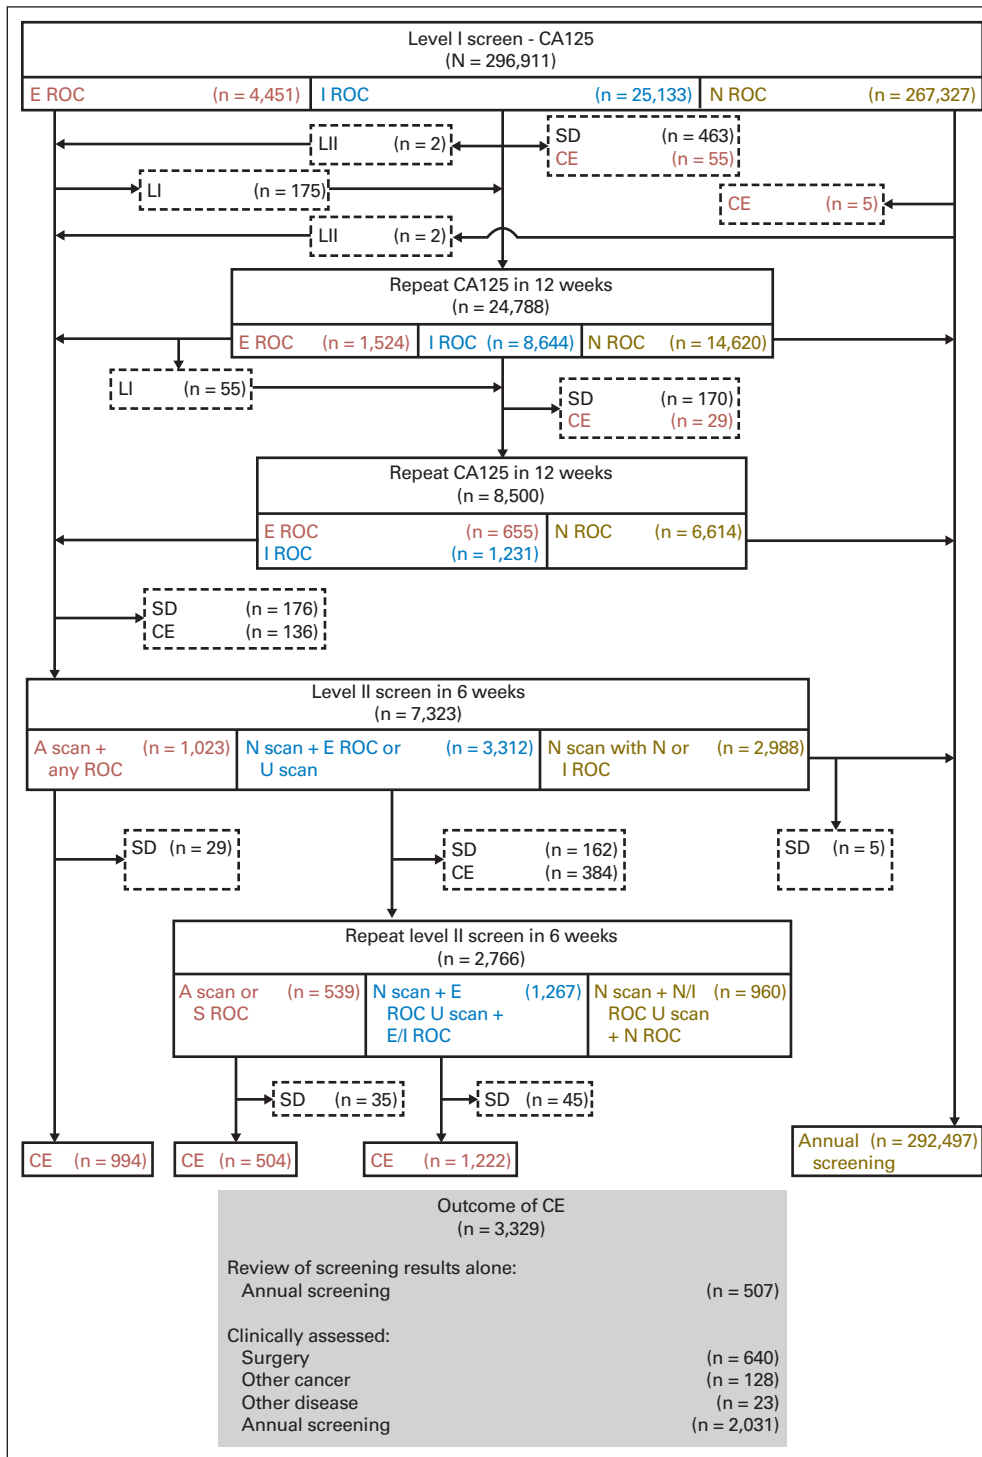 Level I screen - CA125
(N = 296,911)
E ROC (n = 4,451) I ROC (n = 25,133) N ROC (n = 267,327)
LII (n = 2)
SD (n = 463)
CE (n = 55)
LI (n = 175)
CE (n = 5)
LII (n = 2)
Repeat CA125 in 12 weeks
(n = 24,788)
E ROC (n = 1,524) I ROC (n = 8,644) N ROC (n = 14,620)
LI (n = 55)
SD (n = 170)
CE (n = 29)
Repeat CA125 in 12 weeks
(n = 8,500)
E ROC (n = 655) N ROC (n = 6,614)
I ROC (n = 1,231)
SD (n = 176)
CE (n = 136)
Level II screen in 6 weeks
(n = 7,323)
A scan + (n = 1,023)
any ROC
N scan + E ROC or (n = 3,312)
U scan
N scan with N or (n = 2,988)
I ROC
SD (n = 29)
SD (n = 162)
CE (n = 384)
SD (n = 5)
Repeat level II screen in 6 weeks
(n = 2,766)
A scan or (n = 539)
S ROC
N scan + E (1,267)
ROC U scan +
E/I ROC
N scan + N/I (n = 960)
ROC U scan
+ N ROC
SD (n = 35)
SD (n = 45)
CE (n = 994)
CE (n = 504)
CE (n = 1,222)
Annual (n = 292,497)
screening
Outcome of CE
(n = 3,329)
Review of screening results alone:
Annual screening (n = 507)
Clinically assessed:
Surgery (n = 640)
Other cancer (n = 128)
Other disease (n = 23)
Annual screening (n = 2,031)